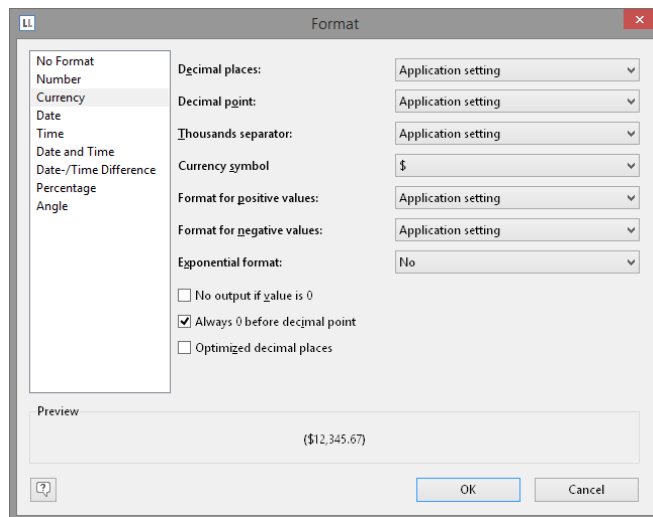 LL
Format
No Format
Number
Currency
Date
Time
Date and Time
Date-/Time Difference
Percentage
Angle
Decimal places:
Application setting
Decimal point:
Application setting
Thousands separator:
Application setting
Currency symbol
$
Format for positive values:
Application setting
Format for negative values:
Application setting
Exponential format:
No
No output if value is 0
Always 0 before decimal point
Optimized decimal places
Preview
($12,345.67)
?
OK
Cancel